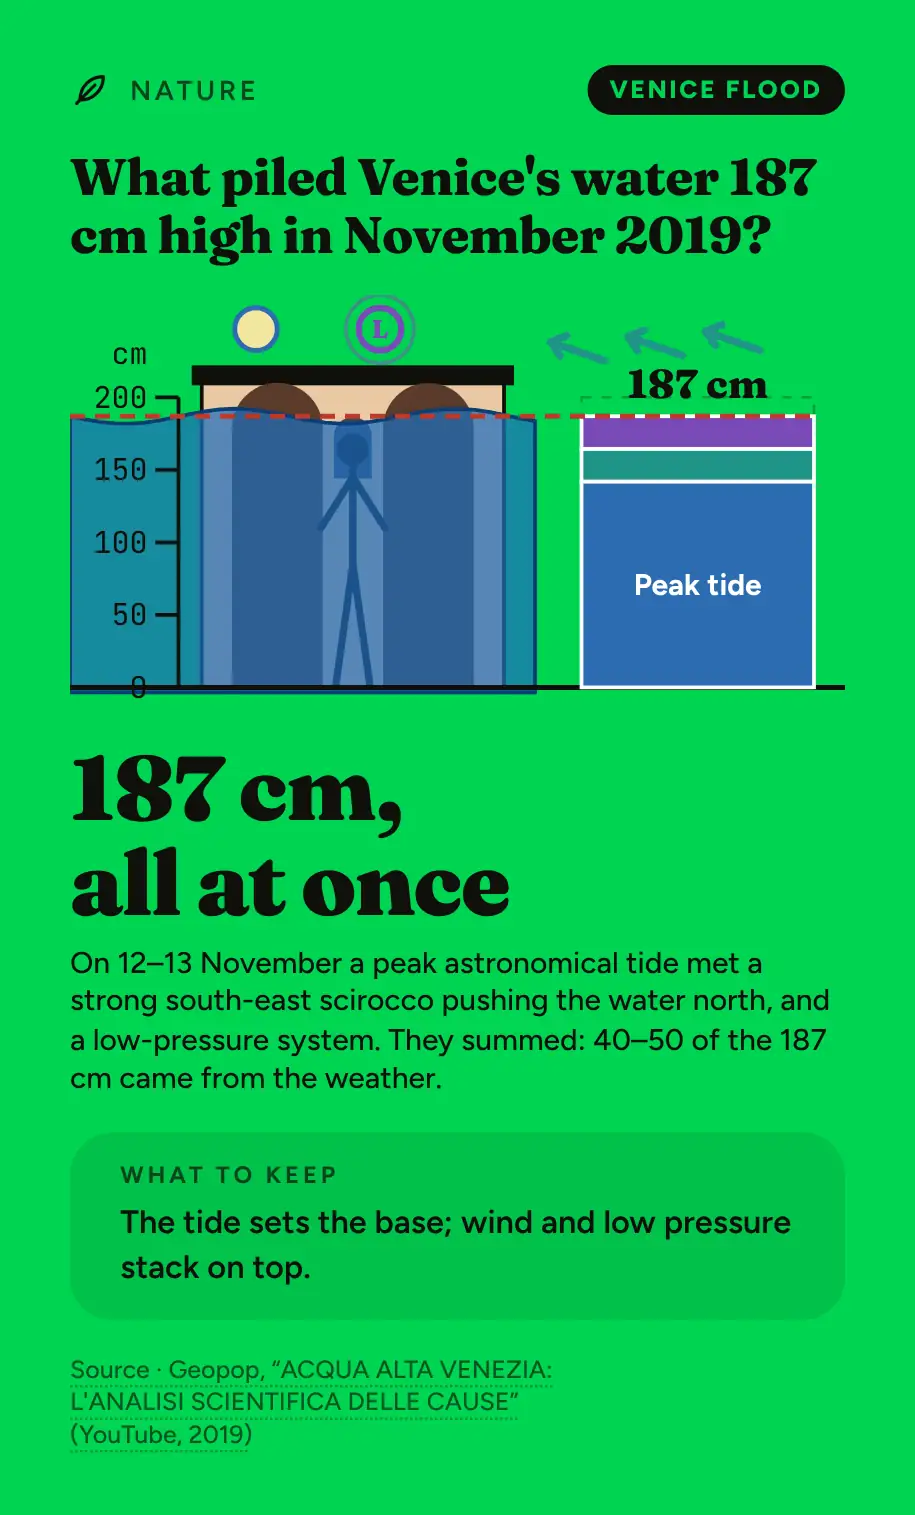 NATURE
VENICE FLOOD
What piled Venice's water 187
cm high in November 2019?
L
cm
200
187 cm
150
100
Peak tide
50
0
187 cm,
all at once
On 12–13 November a peak astronomical tide met a
strong south-east scirocco pushing the water north, and
a low-pressure system. They summed: 40–50 of the 187
cm came from the weather.
WHAT TO KEEP
The tide sets the base; wind and low pressure
stack on top.
Source · Geopop, “ACQUA ALTA VENEZIA:
L'ANALISI SCIENTIFICA DELLE CAUSE”
(YouTube, 2019)